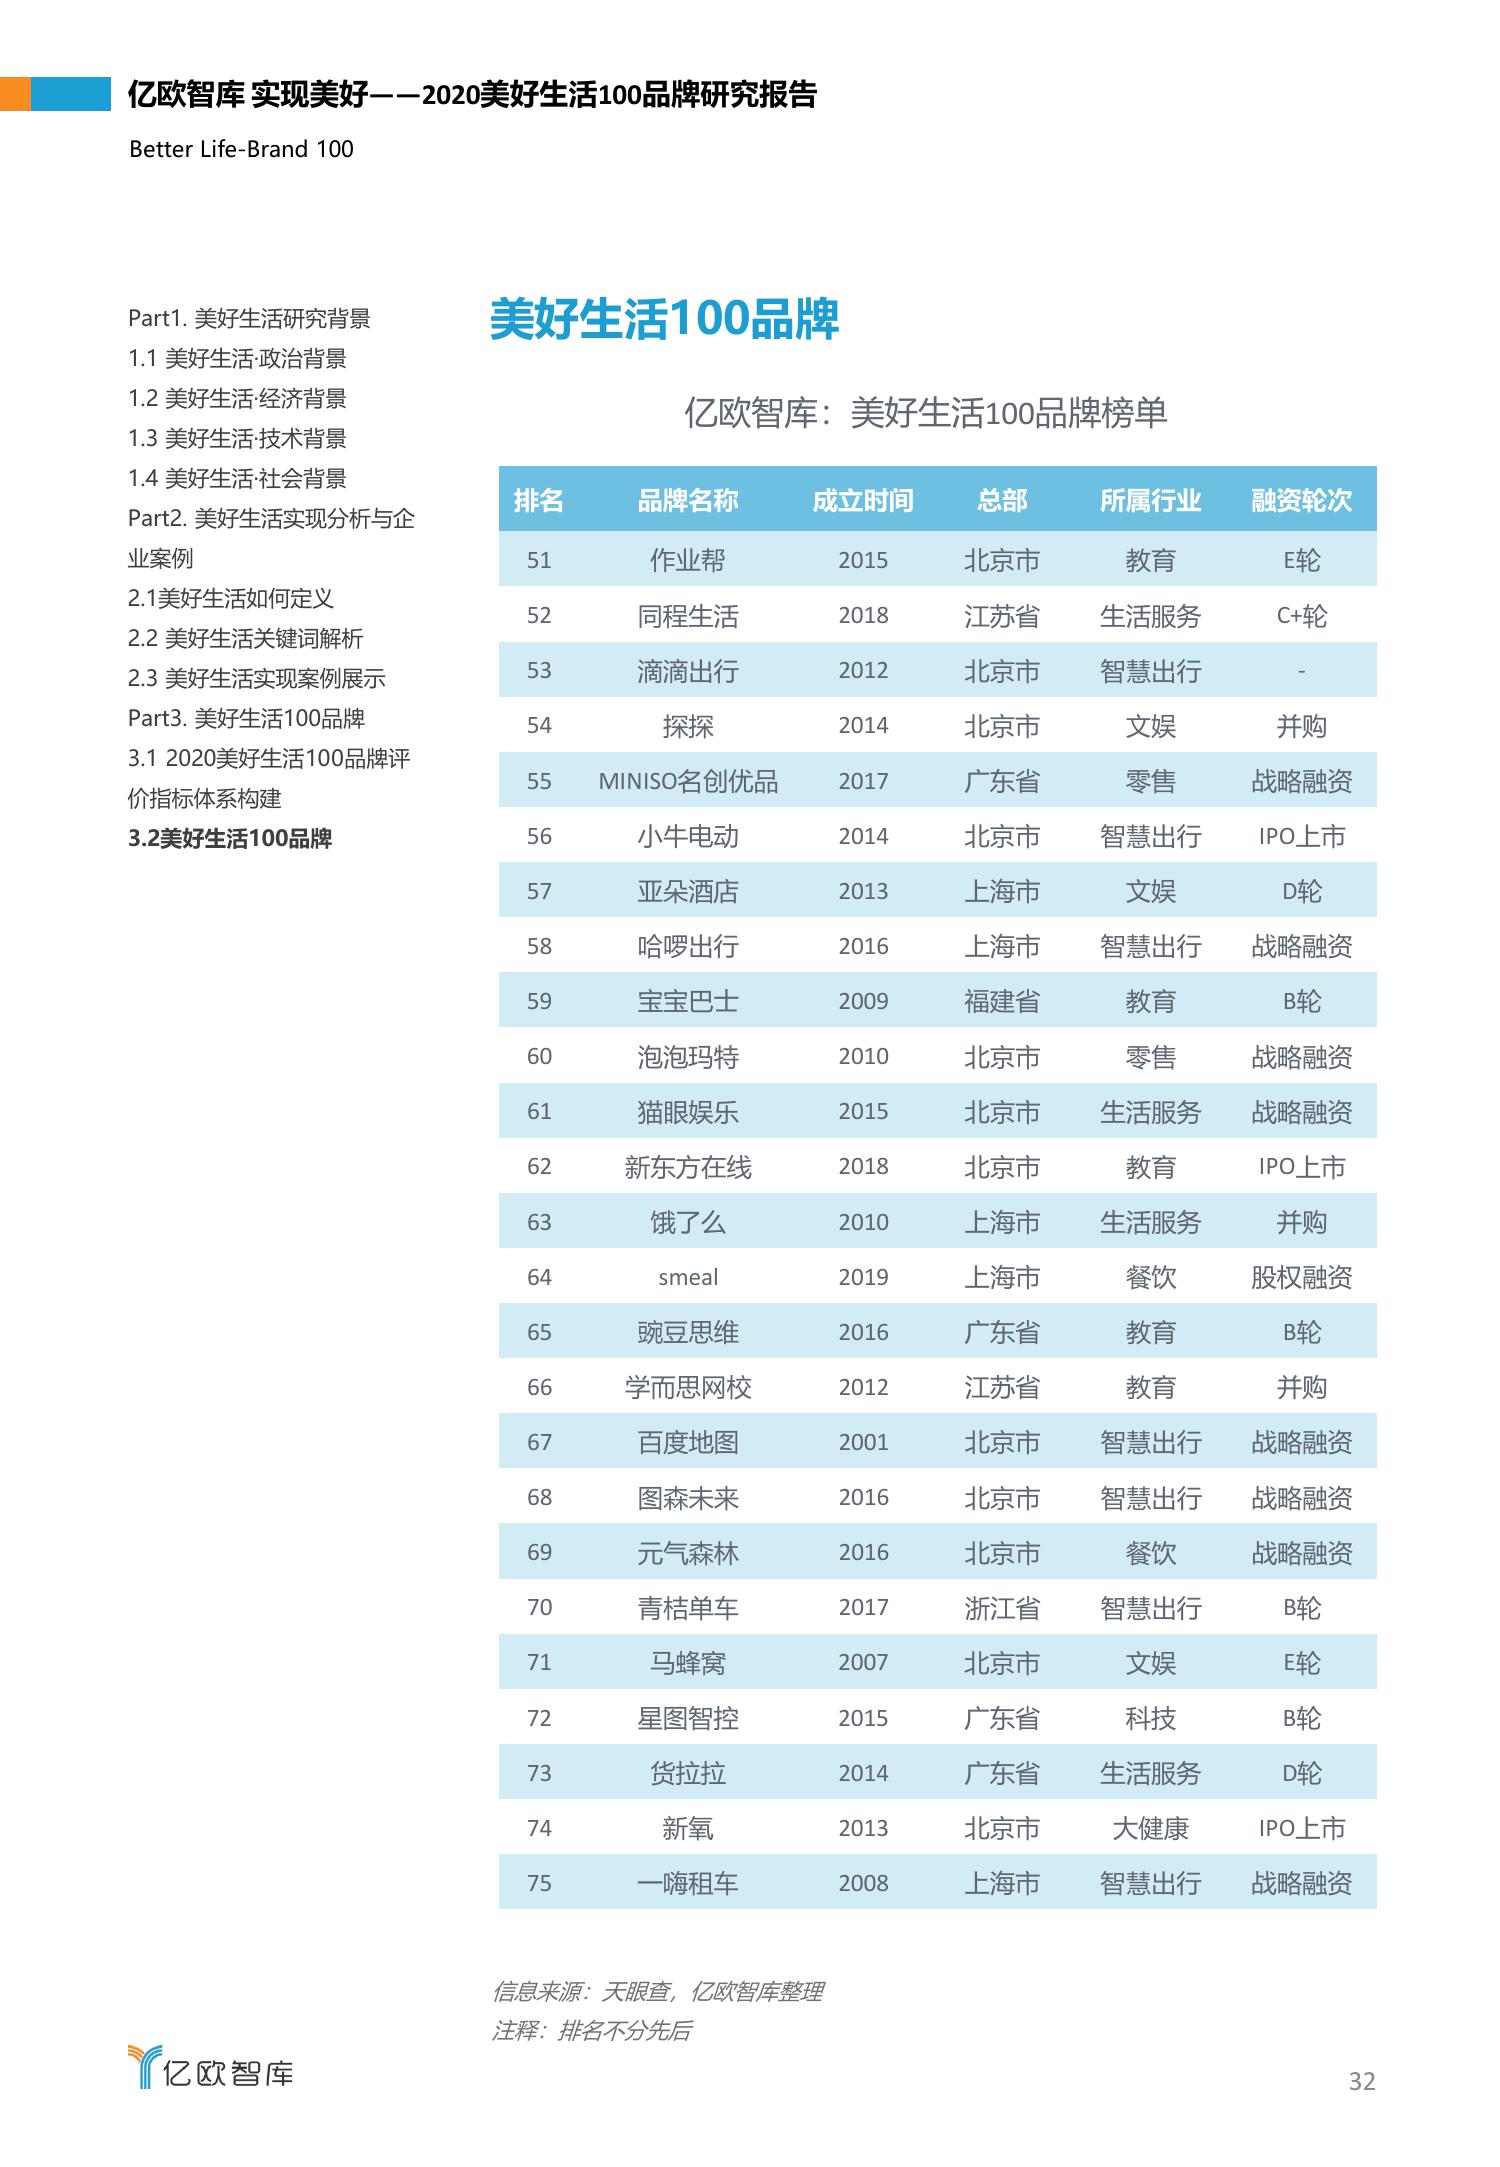 亿欧智库 实现美好——2020美好生活100品牌研究报告
Better Life-Brand 100
Part1. 美好生活研究背景
1.1 美好生活·政治背景
1.2 美好生活·经济背景
1.3 美好生活·技术背景
1.4 美好生活·社会背景
Part2. 美好生活实现分析与企
业案例
2.1美好生活如何定义
2.2 美好生活关键词解析
2.3 美好生活实现案例展示
Part3. 美好生活100品牌
3.1 2020美好生活100品牌评
价指标体系构建
3.2美好生活100品牌
美好生活100品牌
亿欧智库：美好生活100品牌榜单
排名 品牌名称 成立时间 总部 所属行业 融资轮次
51 作业帮 2015 北京市 教育 E轮
52 同程生活 2018 江苏省 生活服务 C+轮
53 滴滴出行 2012 北京市 智慧出行 -
54 探探 2014 北京市 文娱 并购
55 MINISO名创优品 2017 广东省 零售 战略融资
56 小牛电动 2014 北京市 智慧出行 IPO上市
57 亚朵酒店 2013 上海市 文娱 D轮
58 哈啰出行 2016 上海市 智慧出行 战略融资
59 宝宝巴士 2009 福建省 教育 B轮
60 泡泡玛特 2010 北京市 零售 战略融资
61 猫眼娱乐 2015 北京市 生活服务 战略融资
62 新东方在线 2018 北京市 教育 IPO上市
63 饿了么 2010 上海市 生活服务 并购
64 smeal 2019 上海市 餐饮 股权融资
65 豌豆思维 2016 广东省 教育 B轮
66 学而思网校 2012 江苏省 教育 并购
67 百度地图 2001 北京市 智慧出行 战略融资
68 图森未来 2016 北京市 智慧出行 战略融资
69 元气森林 2016 北京市 餐饮 战略融资
70 青桔单车 2017 浙江省 智慧出行 B轮
71 马蜂窝 2007 北京市 文娱 E轮
72 星图智控 2015 广东省 科技 B轮
73 货拉拉 2014 广东省 生活服务 D轮
74 新氧 2013 北京市 大健康 IPO上市
75 一嗨租车 2008 上海市 智慧出行 战略融资
信息来源：天眼查，亿欧智库整理
注释：排名不分先后
亿欧智库
32